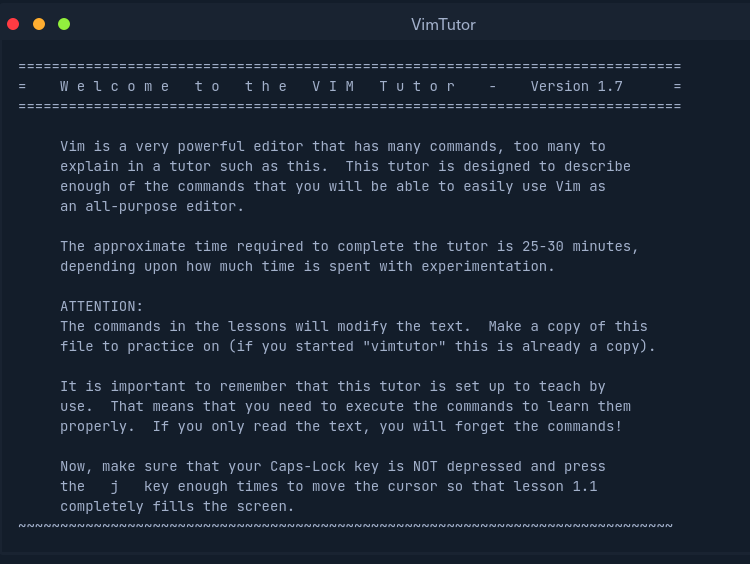 VimTutor
===============================================================================
=    W e l c o m e   t o   t h e   V I M   T u t o r    -    Version 1.7      =
===============================================================================
Vim is a very powerful editor that has many commands, too many to
explain in a tutor such as this.  This tutor is designed to describe
enough of the commands that you will be able to easily use Vim as
an all-purpose editor.
The approximate time required to complete the tutor is 25-30 minutes,
depending upon how much time is spent with experimentation.
ATTENTION:
The commands in the lessons will modify the text.  Make a copy of this
file to practice on (if you started "vimtutor" this is already a copy).
It is important to remember that this tutor is set up to teach by
use.  That means that you need to execute the commands to learn them
properly.  If you only read the text, you will forget the commands!
Now, make sure that your Caps-Lock key is NOT depressed and press
the   j   key enough times to move the cursor so that lesson 1.1
completely fills the screen.
~~~~~~~~~~~~~~~~~~~~~~~~~~~~~~~~~~~~~~~~~~~~~~~~~~~~~~~~~~~~~~~~~~~~~~~~~~~~~~